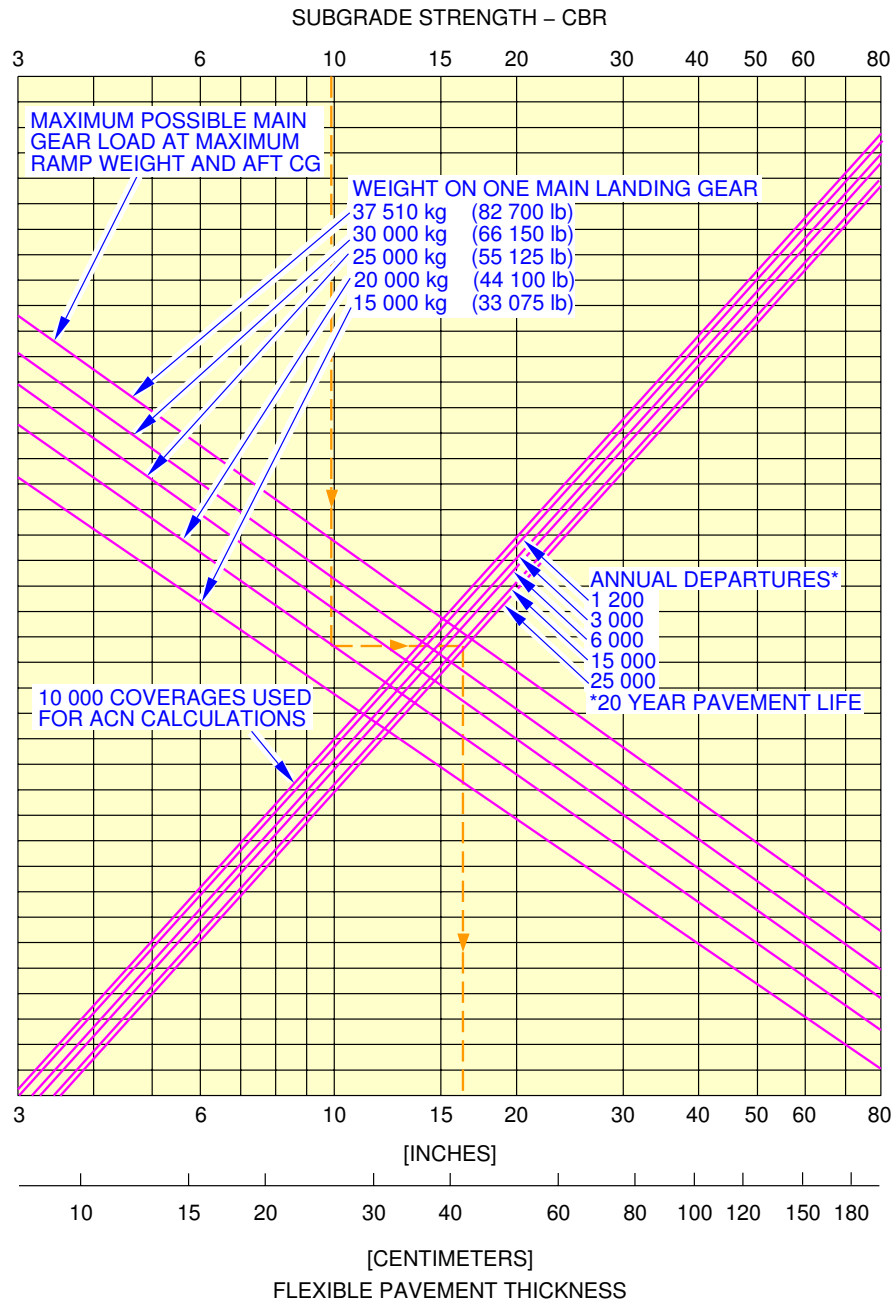 SUBGRADE STRENGTH – CBR
3 6 10 15 20 30 40 50 60 80
MAXIMUM POSSIBLE MAIN
GEAR LOAD AT MAXIMUM
RAMP WEIGHT AND AFT CG
WEIGHT ON ONE MAIN LANDING GEAR
37 510 kg (82 700 lb)
30 000 kg (66 150 lb)
25 000 kg (55 125 lb)
20 000 kg (44 100 lb)
15 000 kg (33 075 lb)
ANNUAL DEPARTURES*
1 200
3 000
6 000
15 000
25 000
*20 YEAR PAVEMENT LIFE
10 000 COVERAGES USED
FOR ACN CALCULATIONS
3 6 10 15 20 30 40 50 60 80
[INCHES]
10 15 20 30 40 60 80 100 120 150 180
[CENTIMETERS]
FLEXIBLE PAVEMENT THICKNESS